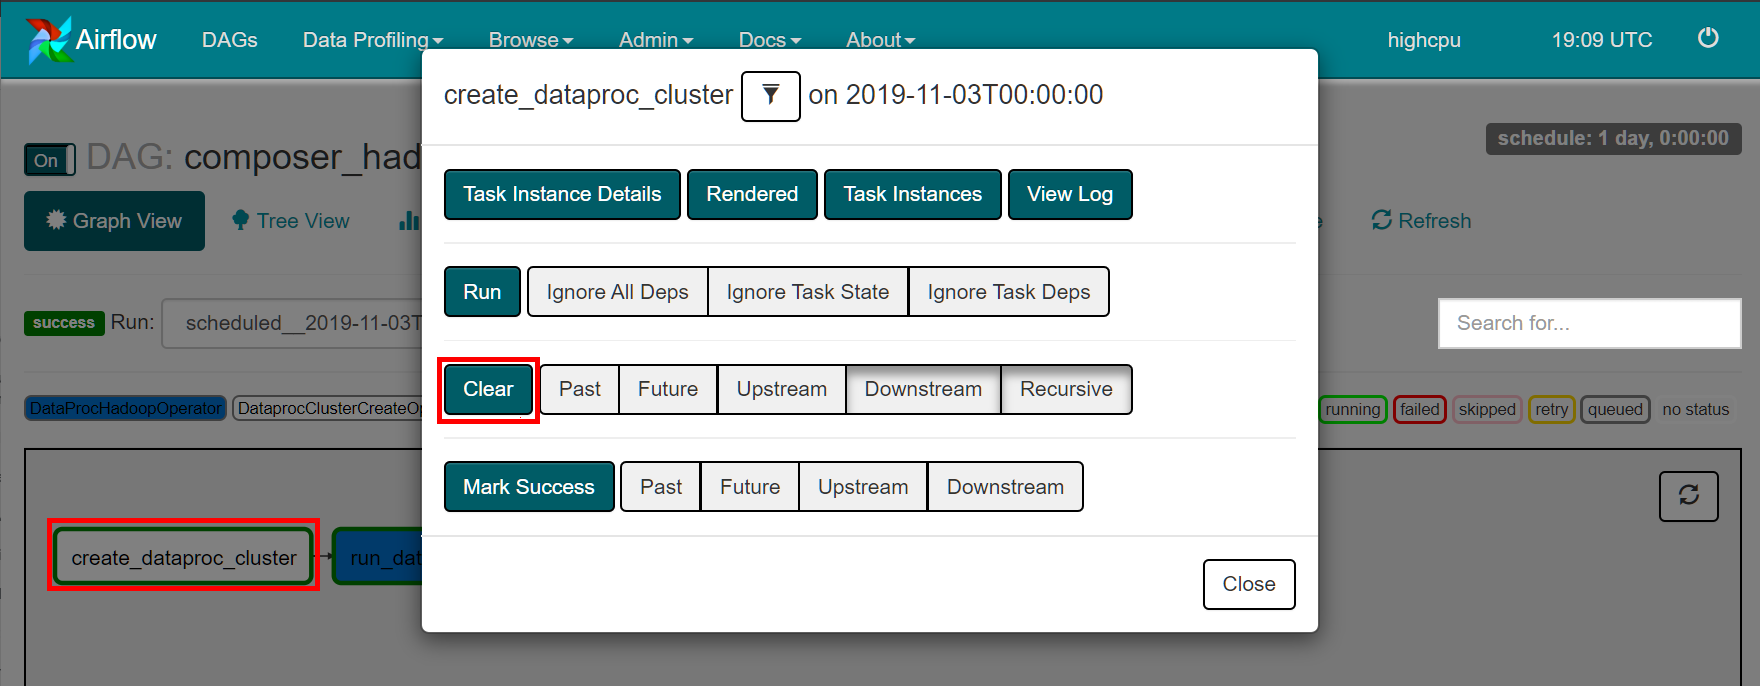 Airflow DAGs Data Profiling Browse Admin Docs About highcpu 19:09 UTC
create_dataproc_cluster on 2019-11-03T00:00:00
schedule: 1 day, 0:00:00
On DAG: composer_had
Task Instance Details Rendered Task Instances View Log
Graph View Tree View Refresh
Run Ignore All Deps Ignore Task State Ignore Task Deps
success Run: scheduled__2019-11-03T
Search for...
Clear Past Future Upstream Downstream Recursive
DataProcHadoopOperator DataprocClusterCreateOp running failed skipped retry queued no status
Mark Success Past Future Upstream Downstream
create_dataproc_cluster run_dat
Close